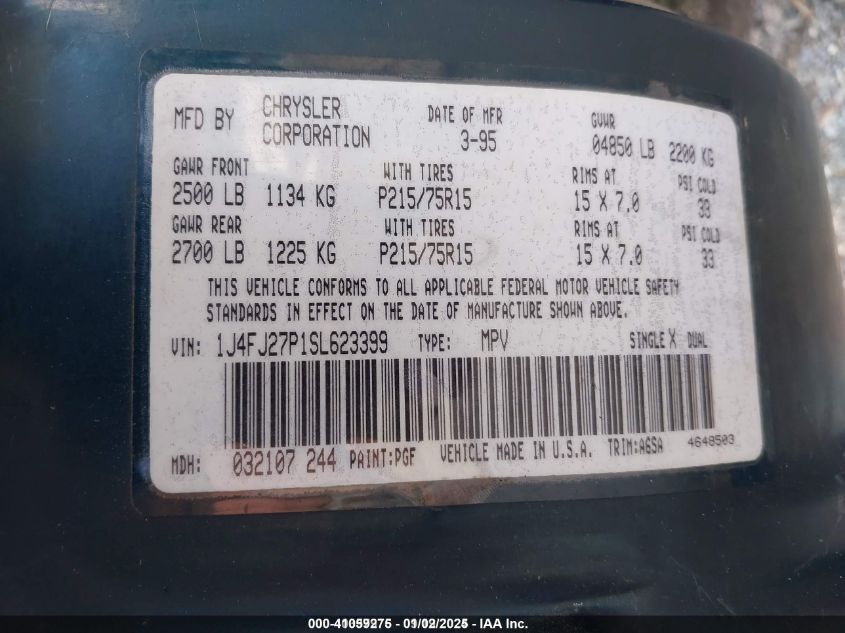 MFD BY CHRYSLER CORPORATION DATE OF MFR 3-95 GVWR 04850 LB 2200 KG
GAWR FRONT WITH TIRES RIMS AT PSI COLD
2500 LB 1134 KG P215/75R15 15 X 7.0 33
GAWR REAR WITH TIRES RIMS AT PSI COLD
2700 LB 1225 KG P215/75R15 15 X 7.0 33
THIS VEHICLE CONFORMS TO ALL APPLICABLE FEDERAL MOTOR VEHICLE SAFETY
STANDARDS IN EFFECT ON THE DATE OF MANUFACTURE SHOWN ABOVE.
VIN: 1J4FJ27P1SL623399 TYPE: MPV SINGLE X DUAL
MDH: 032107 244 PAINT:PGF VEHICLE MADE IN U.S.A. TRIM:A6SA 4648503
000-41059276 - 01/02/2025 - IAA Inc.